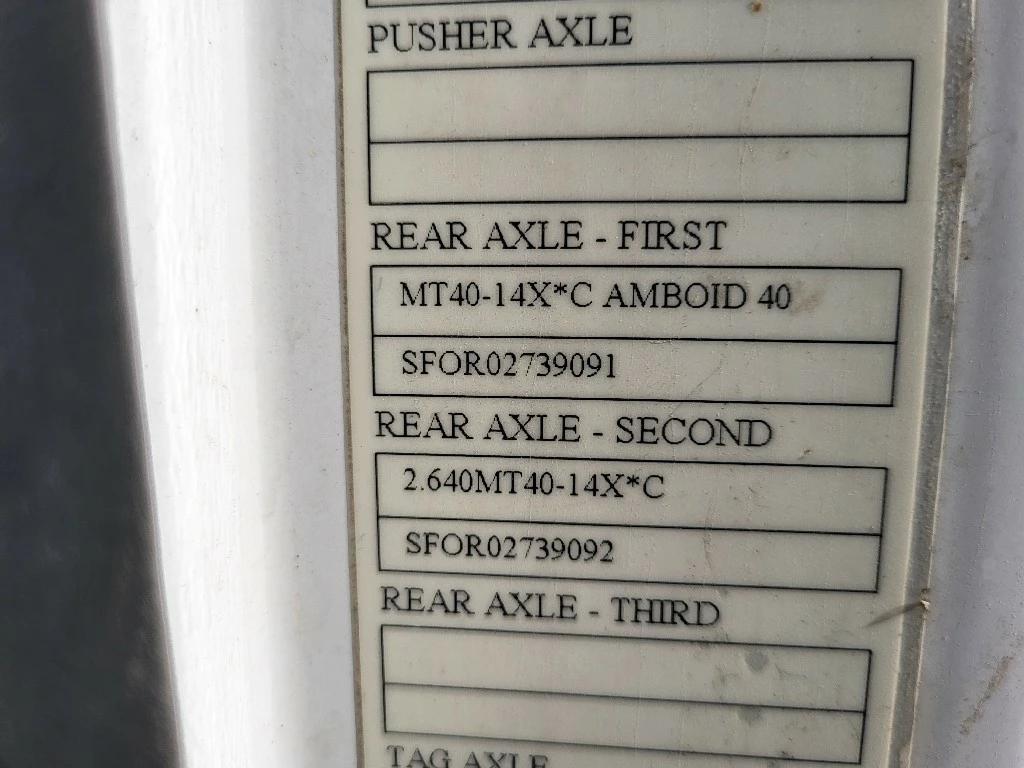 PUSHER AXLE
REAR AXLE - FIRST
MT40-14X*C AMBOID 40
SFOR02739091
REAR AXLE - SECOND
2.640MT40-14X*C
SFOR02739092
REAR AXLE - THIRD
TAG AXLE